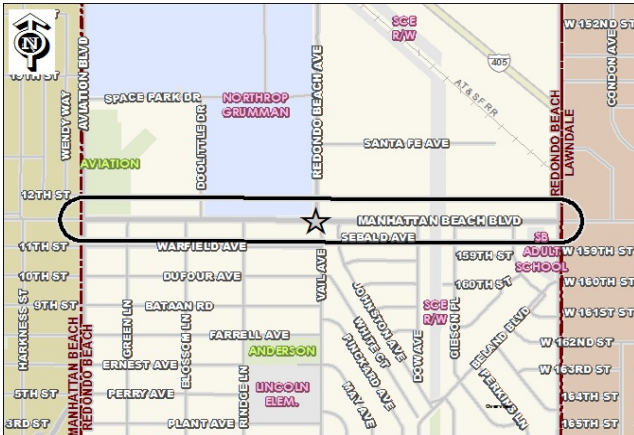 N
15TH ST
WENDY WAY
AVIATION BLVD
SPACE PARK DR
DOOLITTLE DR
NORTHROP
GRUMMAN
REDONDO BEACH AVE
SCE
R/W
405
AT&SF RR
SANTA FE AVE
REDONDO BEACH
LAWNDALE
W 152ND ST
CONDON AVE
AVIATION
12TH ST
MANHATTAN BEACH BLVD
11TH ST
WARFIELD AVE
SEBALD AVE
159TH ST
SB
ADULT
SCHOOL
W 159TH ST
10TH ST
DUFOUR AVE
VAIL AVE
160TH ST
W 160TH ST
HARKNESS ST
9TH ST
BATAAN RD
GREEN LN
BLOSSOM LN
JOHNSTON AVE
WHITE CT
PINCKARD AVE
MAY AVE
DOW AVE
SCE
R/W
GIBSON PL
W 161ST ST
MANHATTAN BEACH
REDONDO BEACH
FARRELL AVE
ANDERSON
W 162ND ST
ERNEST AVE
W 163RD ST
RINDGE LN
LINCOLN
ELEM.
PERKINS LN
5TH ST
PERRY AVE
164TH ST
3RD ST
PLANT AVE
165TH ST